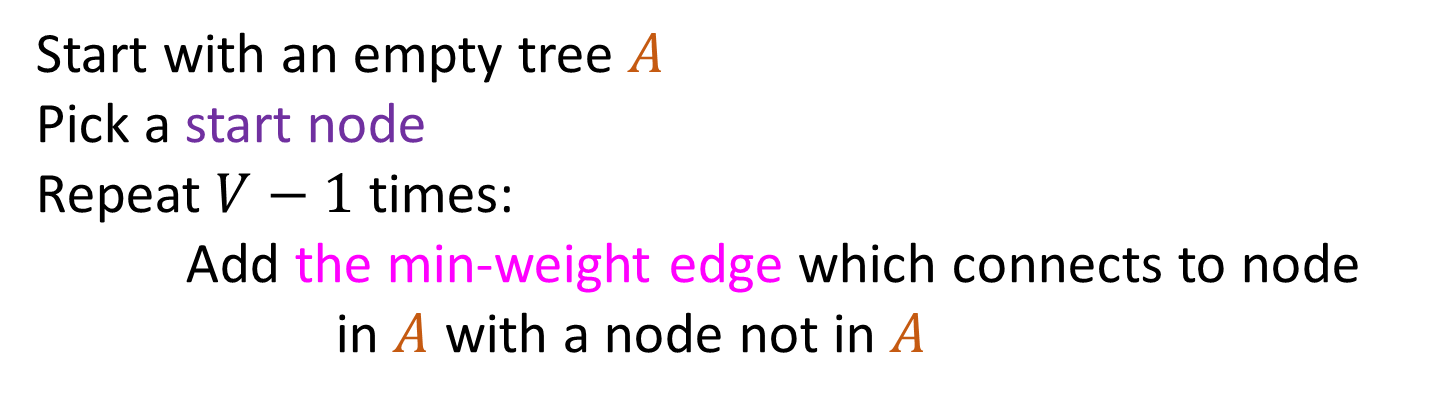 Start with an empty tree A
Pick a start node
Repeat V − 1 times:
Add the min-weight edge which connects to node
in A with a node not in A